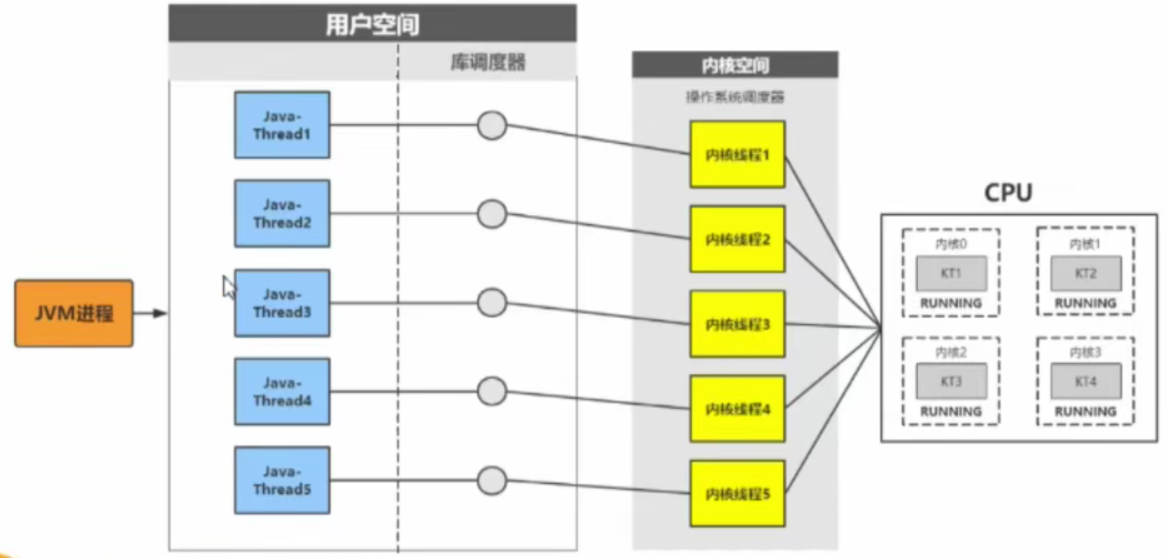 用户空间
库调度器
Java-
Thread1
Java-
Thread2
Java-
Thread3
Java-
Thread4
Java-
Thread5
JVM进程
内核空间
操作系统调度器
内核线程1
内核线程2
内核线程3
内核线程4
内核线程5
CPU
内核0
KT1
RUNNING
内核1
KT2
RUNNING
内核2
KT3
RUNNING
内核3
KT4
RUNNING